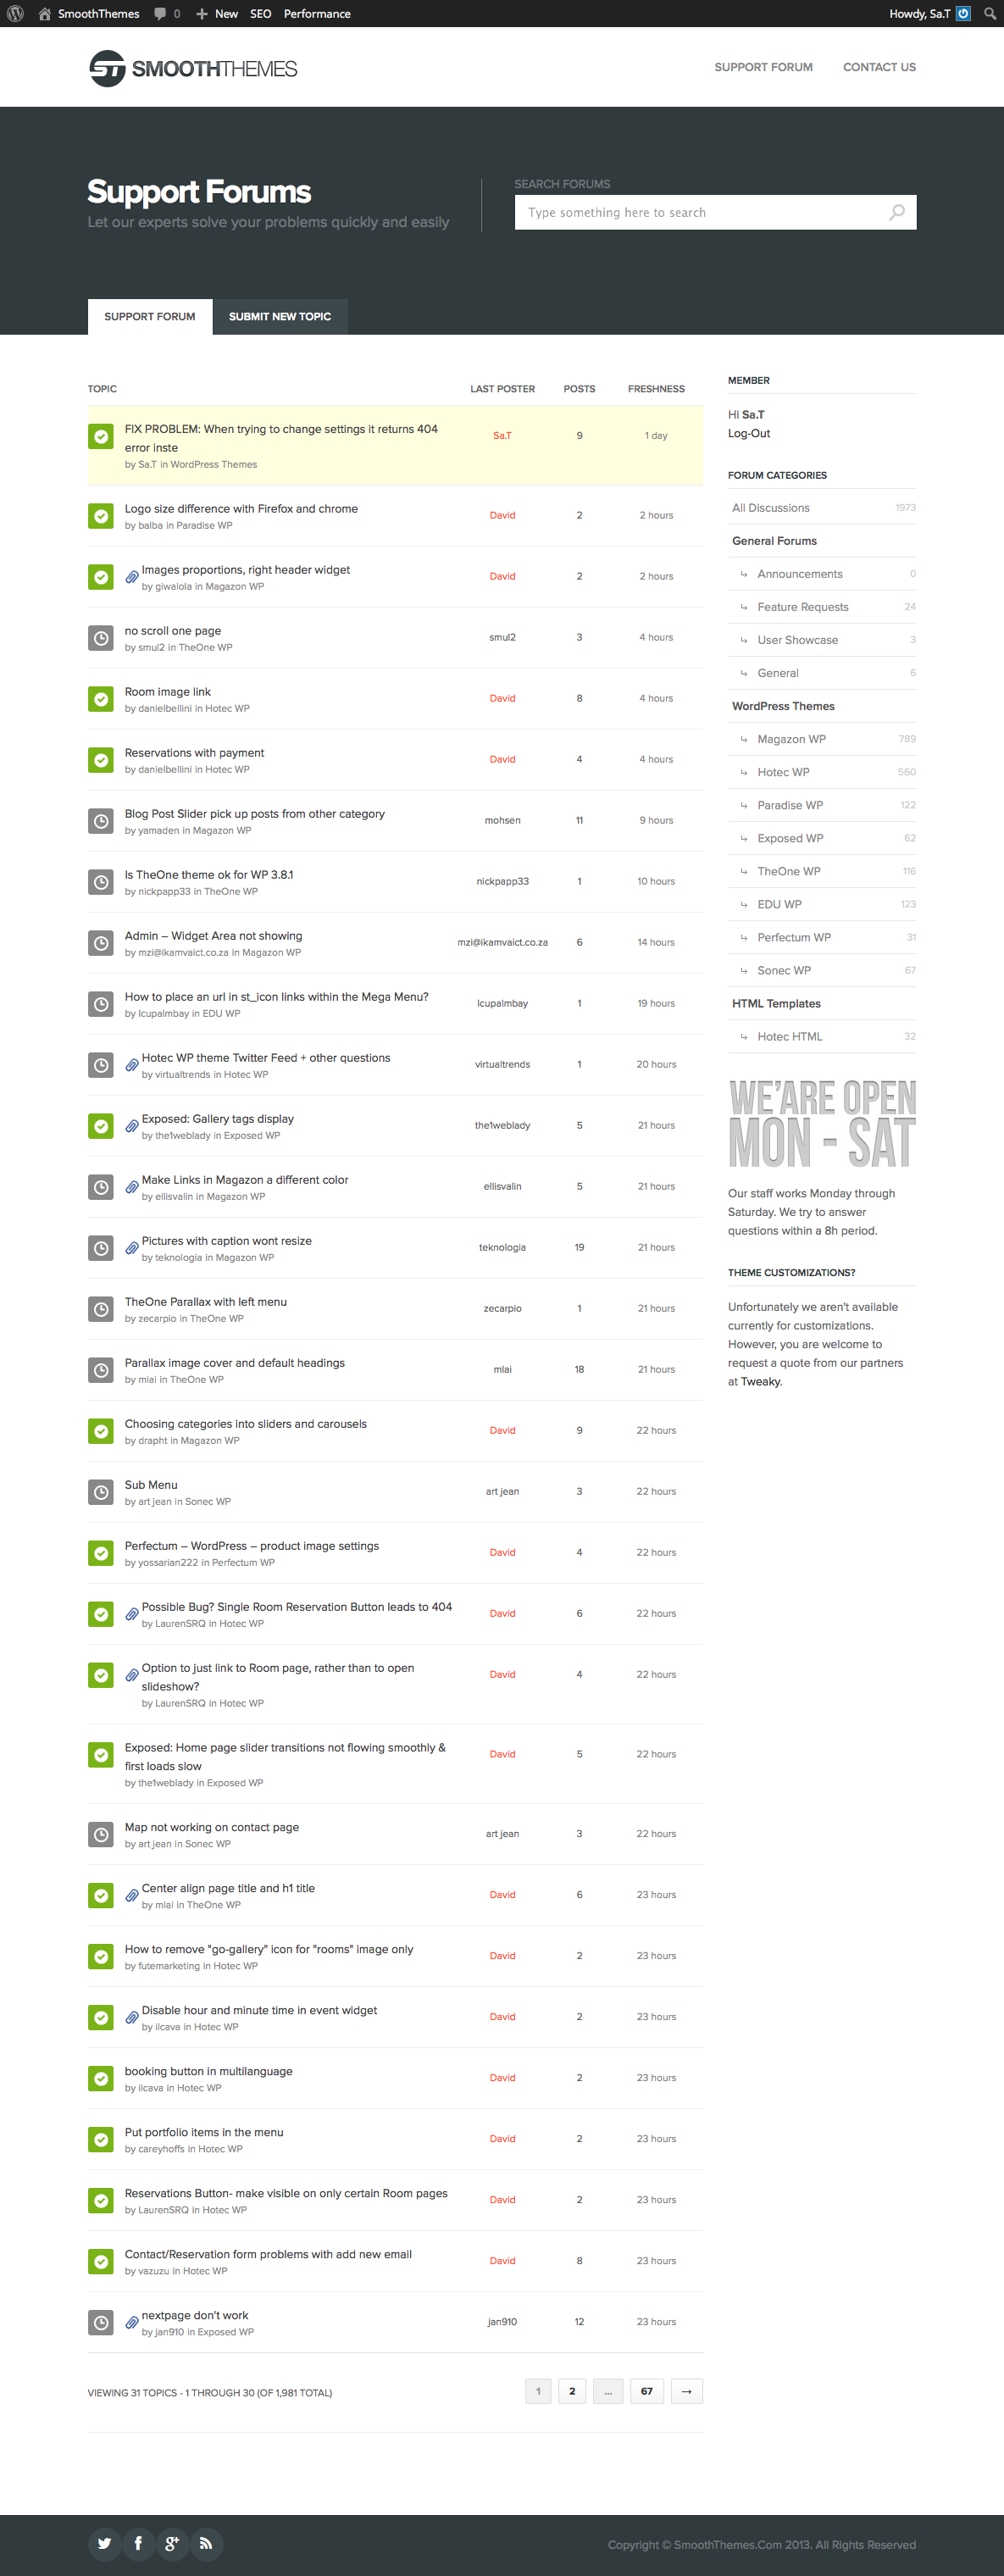 SmoothThemes 0 New SEO Performance Howdy, Sa.T
ST SMOOTHTHEMES
SUPPORT FORUM CONTACT US
Support Forums
Let our experts solve your problems quickly and easily
SEARCH FORUMS
Type something here to search
SUPPORT FORUM SUBMIT NEW TOPIC
TOPIC LAST POSTER POSTS FRESHNESS
FIX PROBLEM: When trying to change settings it returns 404
error inste
by Sa.T in WordPress Themes
Sa.T 9 1 day
Logo size difference with Firefox and chrome
by balba in Paradise WP
David 2 2 hours
Images proportions, right header widget
by giwalola in Magazon WP
David 2 2 hours
no scroll one page
by smul2 in TheOne WP
smul2 3 4 hours
Room image link
by danielbellini in Hotec WP
David 8 4 hours
Reservations with payment
by danielbellini in Hotec WP
David 4 4 hours
Blog Post Slider pick up posts from other category
by yamaden in Magazon WP
mohsen 11 9 hours
Is TheOne theme ok for WP 3.8.1
by nickpapp33 in TheOne WP
nickpapp33 1 10 hours
Admin – Widget Area not showing
by mzi@ikamvaict.co.za in Magazon WP
mzi@ikamvaict.co.za 6 14 hours
How to place an url in st_icon links within the Mega Menu?
by lcupalmbay in EDU WP
lcupalmbay 1 19 hours
Hotec WP theme Twitter Feed + other questions
by virtualtrends in Hotec WP
virtualtrends 1 20 hours
Exposed: Gallery tags display
by the1weblady in Exposed WP
the1weblady 5 21 hours
Make Links in Magazon a different color
by ellisvalin in Magazon WP
ellisvalin 5 21 hours
Pictures with caption wont resize
by teknologia in Magazon WP
teknologia 19 21 hours
TheOne Parallax with left menu
by zecarpio in TheOne WP
zecarpio 1 21 hours
Parallax image cover and default headings
by mlai in TheOne WP
mlai 18 21 hours
Choosing categories into sliders and carousels
by drapht in Magazon WP
David 9 22 hours
Sub Menu
by art jean in Sonec WP
art jean 3 22 hours
Perfectum – WordPress – product image settings
by yossarian222 in Perfectum WP
David 4 22 hours
Possible Bug? Single Room Reservation Button leads to 404
by LaurenSRQ in Hotec WP
David 6 22 hours
Option to just link to Room page, rather than to open
slideshow?
by LaurenSRQ in Hotec WP
David 4 22 hours
Exposed: Home page slider transitions not flowing smoothly &
first loads slow
by the1weblady in Exposed WP
David 5 22 hours
Map not working on contact page
by art jean in Sonec WP
art jean 3 22 hours
Center align page title and h1 title
by mlai in TheOne WP
David 6 23 hours
How to remove "go-gallery" icon for "rooms" image only
by futemarketing in Hotec WP
David 2 23 hours
Disable hour and minute time in event widget
by ilcava in Hotec WP
David 2 23 hours
booking button in multilanguage
by ilcava in Hotec WP
David 2 23 hours
Put portfolio items in the menu
by careyhoffs in Hotec WP
David 2 23 hours
Reservations Button- make visible on only certain Room pages
by LaurenSRQ in Hotec WP
David 2 23 hours
Contact/Reservation form problems with add new email
by vazuzu in Hotec WP
David 8 23 hours
nextpage don't work
by jan910 in Exposed WP
jan910 12 23 hours
VIEWING 31 TOPICS - 1 THROUGH 30 (OF 1,981 TOTAL)
1 2 ... 67 →
MEMBER
Hi Sa.T
Log-Out
FORUM CATEGORIES
All Discussions 1973
General Forums
↳ Announcements 0
↳ Feature Requests 24
↳ User Showcase 3
↳ General 6
WordPress Themes
↳ Magazon WP 789
↳ Hotec WP 560
↳ Paradise WP 122
↳ Exposed WP 62
↳ TheOne WP 116
↳ EDU WP 123
↳ Perfectum WP 31
↳ Sonec WP 67
HTML Templates
↳ Hotec HTML 32
WE'ARE OPEN
MON - SAT
Our staff works Monday through
Saturday. We try to answer
questions within a 8h period.
THEME CUSTOMIZATIONS?
Unfortunately we aren't available
currently for customizations.
However, you are welcome to
request a quote from our partners
at Tweaky.
Copyright © SmoothThemes.Com 2013. All Rights Reserved